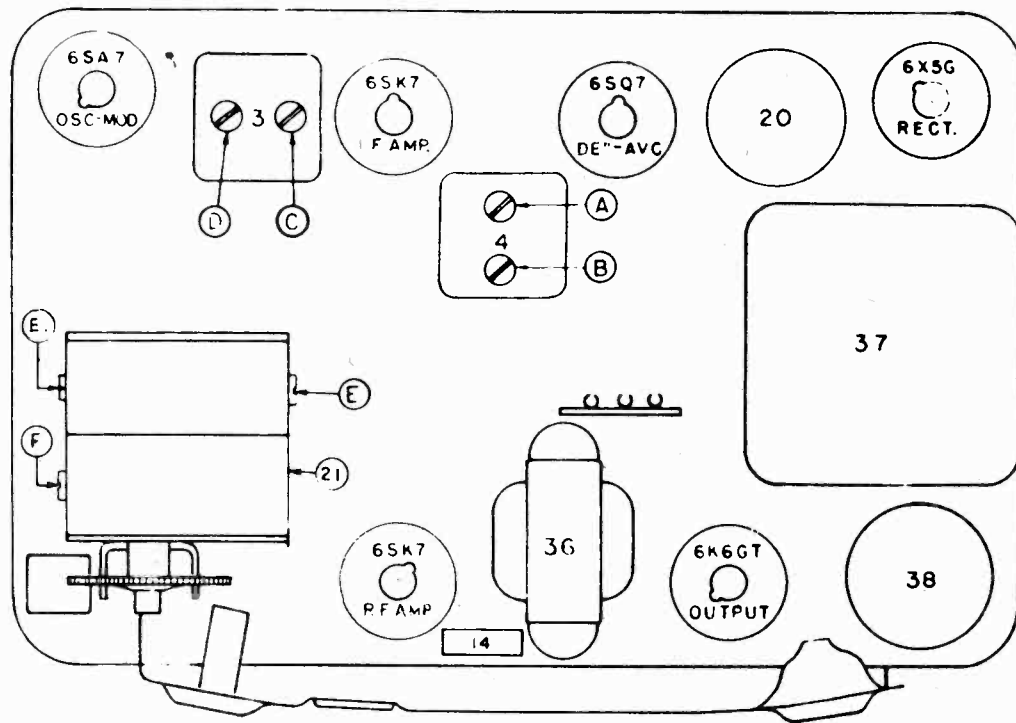 6SA7
OSC-MOD
3
D
C
6SK7
I F AMP.
6SQ7
DE"-AVC
20
6X5G
RECT.
A
4
B
37
E.
E
F
21
6SK7
R F AMP
14
36
6K6GT
OUTPUT
38